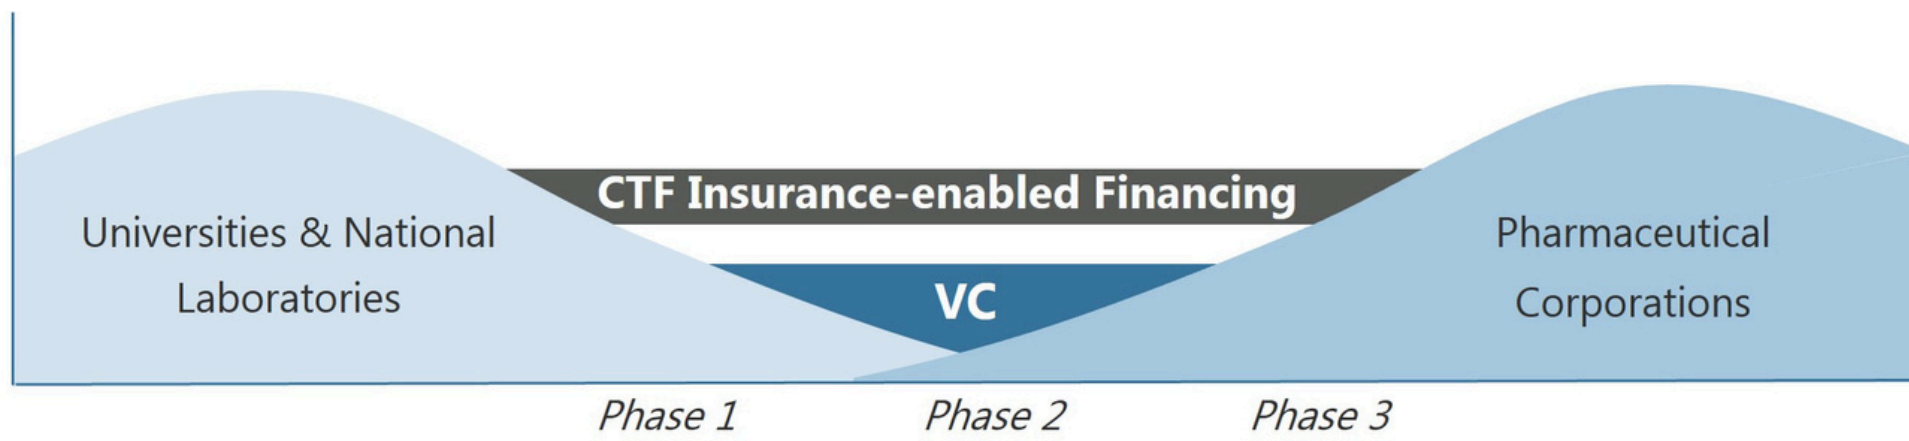 CTF Insurance-enabled Financing
Universities & National
Laboratories
VC
Pharmaceutical
Corporations
Phase 1
Phase 2
Phase 3